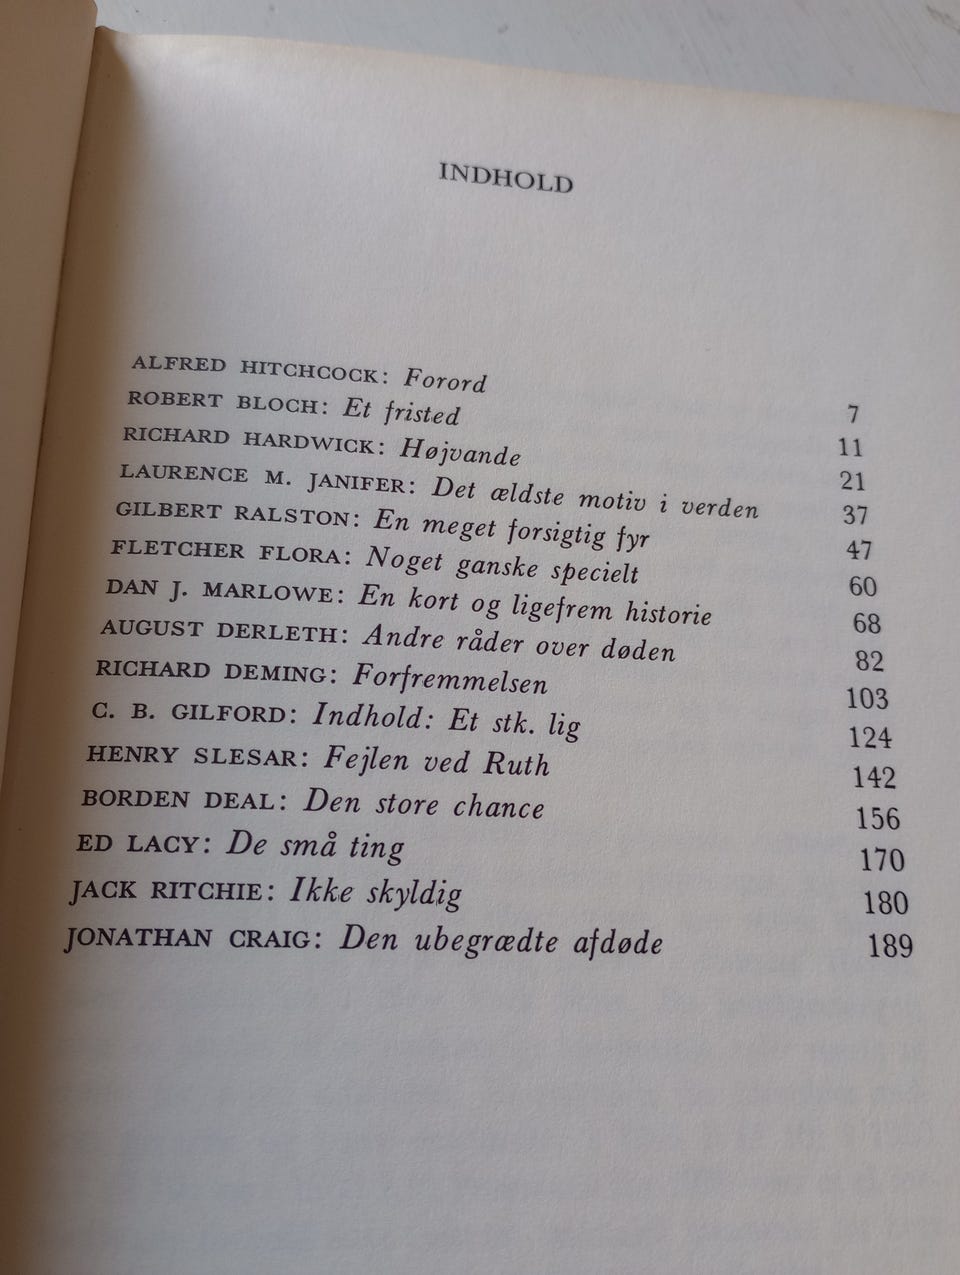 INDHOLD
ALFRED HITCHCOCK: Forord 7
ROBERT BLOCH: Et fristed 11
RICHARD HARDWICK: Højvande 21
LAURENCE M. JANIFER: Det ældste motiv i verden 37
GILBERT RALSTON: En meget forsigtig fyr 47
FLETCHER FLORA: Noget ganske specielt 60
DAN J. MARLOWE: En kort og ligefrem historie 68
AUGUST DERLETH: Andre råder over døden 82
RICHARD DEMING: Forfremmelsen 103
C. B. GILFORD: Indhold: Et stk. lig 124
HENRY SLESAR: Fejlen ved Ruth 142
BORDEN DEAL: Den store chance 156
ED LACY: De små ting 170
JACK RITCHIE: Ikke skyldig 180
JONATHAN CRAIG: Den ubegrædte afdøde 189